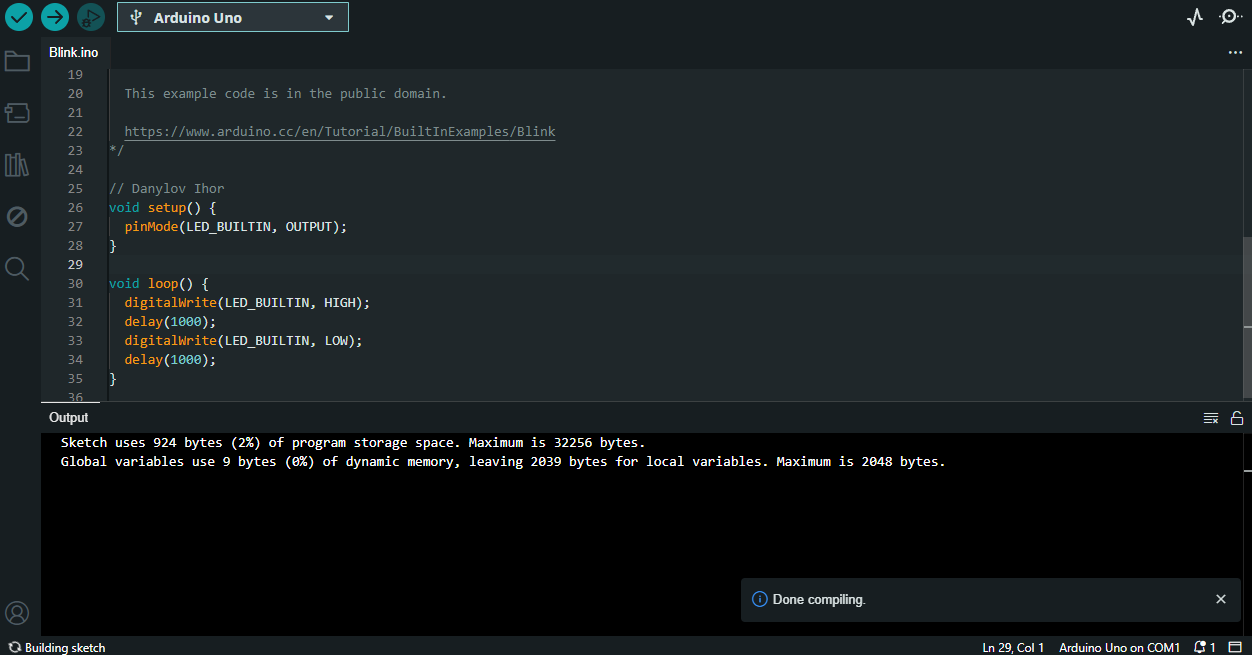 Arduino Uno
Blink.ino
19
20 This example code is in the public domain.
21
22 https://www.arduino.cc/en/Tutorial/BuiltInExamples/Blink
23 */
24
25 // Danylov Ihor
26 void setup() {
27 pinMode(LED_BUILTIN, OUTPUT);
28 }
29
30 void loop() {
31 digitalWrite(LED_BUILTIN, HIGH);
32 delay(1000);
33 digitalWrite(LED_BUILTIN, LOW);
34 delay(1000);
35 }
36
Output
Sketch uses 924 bytes (2%) of program storage space. Maximum is 32256 bytes.
Global variables use 9 bytes (0%) of dynamic memory, leaving 2039 bytes for local variables. Maximum is 2048 bytes.
Done compiling.
Building sketch Ln 29, Col 1 Arduino Uno on COM1 1